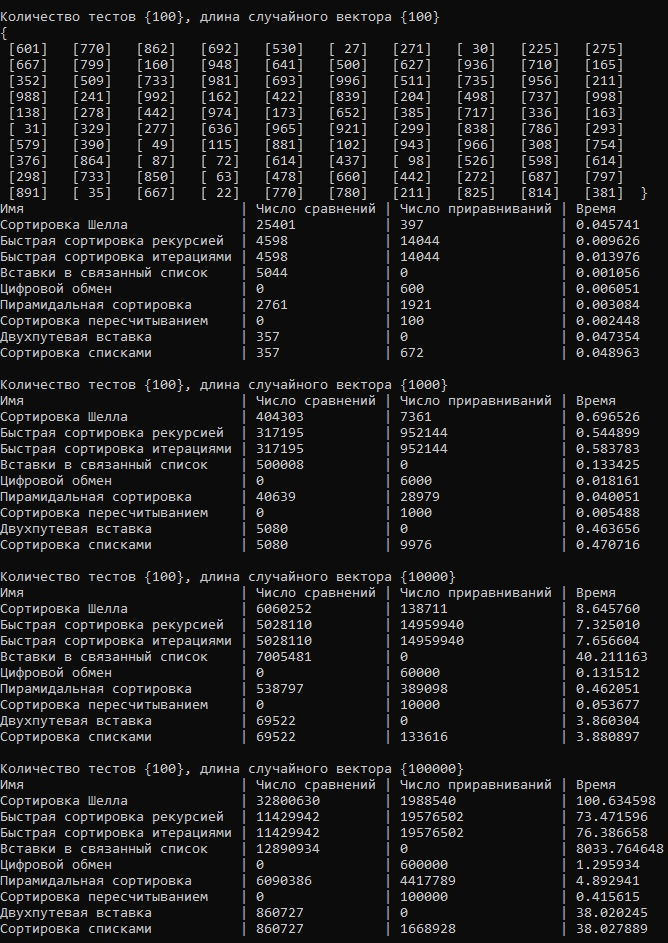 Количество тестов {100}, длина случайного вектора {100}
{
[601] [770] [862] [692] [530] [ 27] [271] [ 30] [225] [275]
[667] [799] [160] [948] [641] [500] [627] [936] [710] [165]
[352] [509] [733] [981] [693] [996] [511] [735] [956] [211]
[988] [241] [992] [162] [422] [839] [204] [498] [737] [998]
[138] [278] [442] [974] [173] [652] [385] [717] [336] [163]
[ 31] [329] [277] [636] [965] [921] [299] [838] [786] [293]
[579] [390] [ 49] [115] [881] [102] [943] [966] [308] [754]
[376] [864] [ 87] [ 72] [614] [437] [ 98] [526] [598] [614]
[298] [733] [850] [ 63] [478] [660] [442] [272] [687] [797]
[891] [ 35] [667] [ 22] [770] [780] [211] [825] [814] [381] }
Имя | Число сравнений | Число приравниваний | Время
Сортировка Шелла | 25401 | 397 | 0.045741
Быстрая сортировка рекурсией | 4598 | 14044 | 0.009626
Быстрая сортировка итерациями | 4598 | 14044 | 0.013976
Вставки в связанный список | 5044 | 0 | 0.001056
Цифровой обмен | 0 | 600 | 0.006051
Пирамидальная сортировка | 2761 | 1921 | 0.003084
Сортировка пересчитыванием | 0 | 100 | 0.002448
Двухпутевая вставка | 357 | 0 | 0.047354
Сортировка списками | 357 | 672 | 0.048963
Количество тестов {100}, длина случайного вектора {1000}
Имя | Число сравнений | Число приравниваний | Время
Сортировка Шелла | 404303 | 7361 | 0.696526
Быстрая сортировка рекурсией | 317195 | 952144 | 0.544899
Быстрая сортировка итерациями | 317195 | 952144 | 0.583783
Вставки в связанный список | 500008 | 0 | 0.133425
Цифровой обмен | 0 | 6000 | 0.018161
Пирамидальная сортировка | 40639 | 28979 | 0.040051
Сортировка пересчитыванием | 0 | 1000 | 0.005488
Двухпутевая вставка | 5080 | 0 | 0.463656
Сортировка списками | 5080 | 9976 | 0.470716
Количество тестов {100}, длина случайного вектора {10000}
Имя | Число сравнений | Число приравниваний | Время
Сортировка Шелла | 6060252 | 138711 | 8.645760
Быстрая сортировка рекурсией | 5028110 | 14959940 | 7.325010
Быстрая сортировка итерациями | 5028110 | 14959940 | 7.656604
Вставки в связанный список | 7005481 | 0 | 40.211163
Цифровой обмен | 0 | 60000 | 0.131512
Пирамидальная сортировка | 538797 | 389098 | 0.462051
Сортировка пересчитыванием | 0 | 10000 | 0.053677
Двухпутевая вставка | 69522 | 0 | 3.860304
Сортировка списками | 69522 | 133616 | 3.880897
Количество тестов {100}, длина случайного вектора {100000}
Имя | Число сравнений | Число приравниваний | Время
Сортировка Шелла | 32800630 | 1988540 | 100.634598
Быстрая сортировка рекурсией | 11429942 | 19576502 | 73.471596
Быстрая сортировка итерациями | 11429942 | 19576502 | 76.386658
Вставки в связанный список | 12890934 | 0 | 8033.764648
Цифровой обмен | 0 | 600000 | 1.295934
Пирамидальная сортировка | 6090386 | 4417789 | 4.892941
Сортировка пересчитыванием | 0 | 100000 | 0.415615
Двухпутевая вставка | 860727 | 0 | 38.020245
Сортировка списками | 860727 | 1668928 | 38.027889